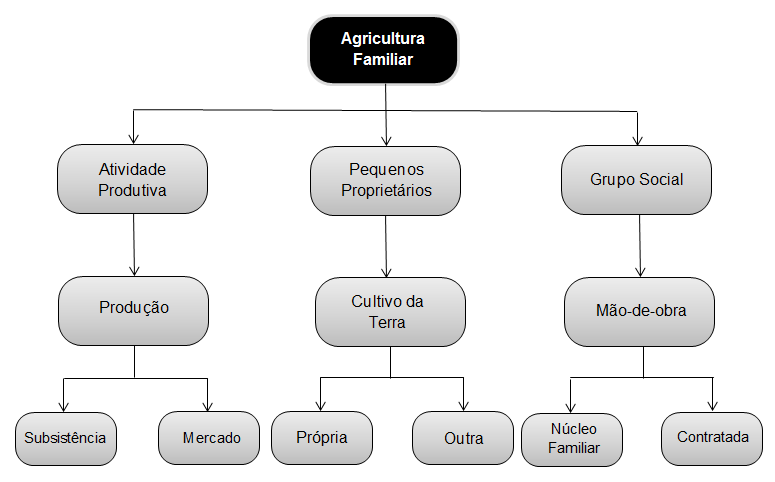 Agricultura
Familiar
Atividade
Produtiva
Pequenos
Proprietários
Grupo Social
Produção
Cultivo da
Terra
Mão-de-obra
Subsistência
Mercado
Própria
Outra
Núcleo
Familiar
Contratada